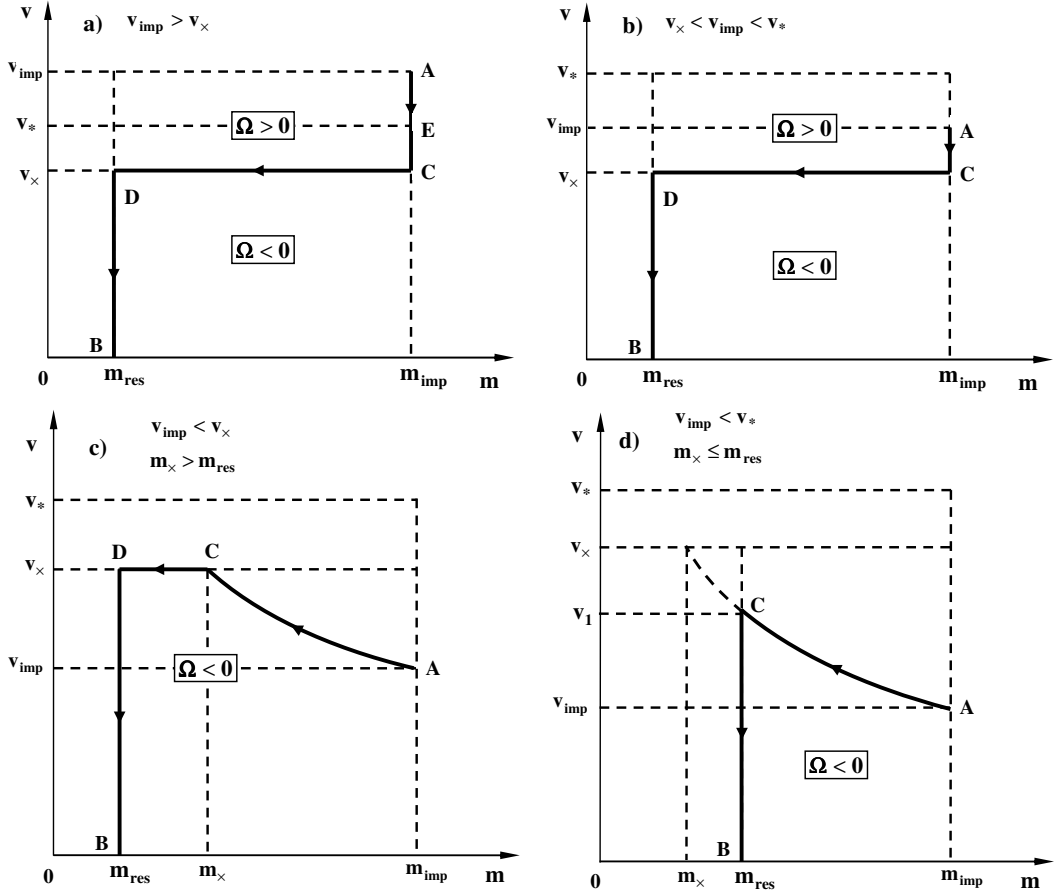 v
a)
v_imp > v_×
v_imp
A
v_*
Ω > 0
E
v_×
C
D
Ω < 0
B
0
m_res
m_imp
m
v
b)
v_× < v_imp < v_*
v_*
v_imp
Ω > 0
A
v_×
C
D
Ω < 0
B
0
m_res
m_imp
m
v
c)
v_imp < v_×
m_× > m_res
v_*
D
C
v_×
v_imp
Ω < 0
A
B
0
m_res
m_×
m_imp
m
v
d)
v_imp < v_*
m_× ≤ m_res
v_*
v_×
C
v_1
v_imp
A
Ω < 0
B
0
m_×
m_res
m_imp
m